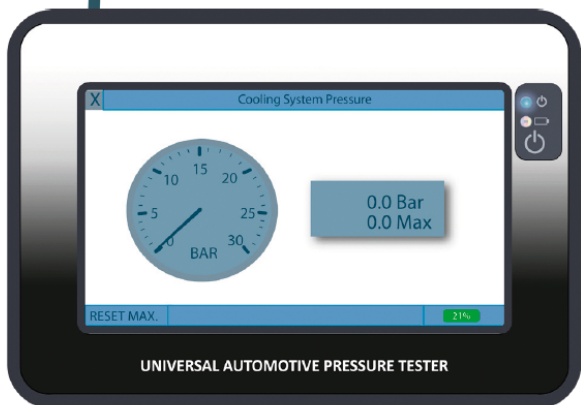 X
Cooling System Pressure
0
5
10
15
20
25
30
BAR
0.0 Bar
0.0 Max
RESET MAX.
21%
UNIVERSAL AUTOMOTIVE PRESSURE TESTER